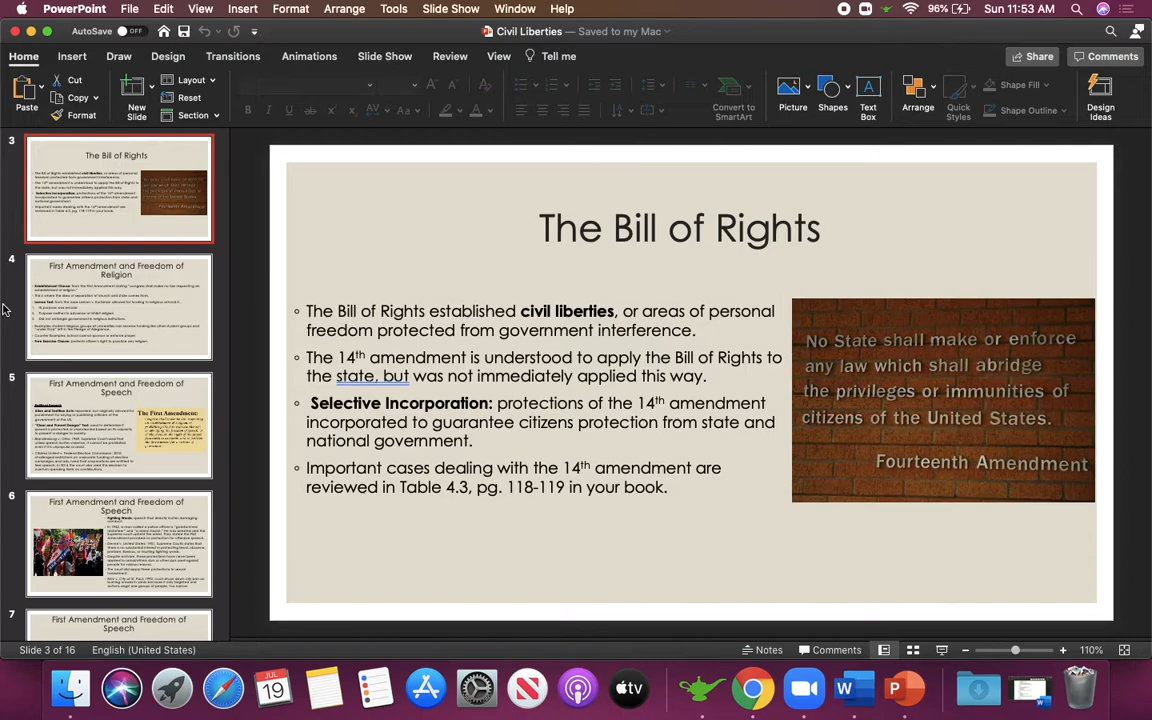 PowerPoint File Edit View Insert Format Arrange Tools Slide Show Window Help 96% Sun 11:53 AM
AutoSave OFF Civil Liberties — Saved to my Mac
Home Insert Draw Design Transitions Animations Slide Show Review View Tell me Share Comments
Paste Cut Copy Format New Slide Layout Reset Section Convert to SmartArt Picture Shapes Text Box Arrange Quick Styles Shape Fill Shape Outline Design Ideas
3
The Bill of Rights
4
First Amendment and Freedom of
Religion
5
First Amendment and Freedom of
Speech
The First Amendment:
6
First Amendment and Freedom of
Speech
7
First Amendment and Freedom of
Speech
The Bill of Rights
The Bill of Rights established civil liberties, or areas of personal
freedom protected from government interference.
The 14th amendment is understood to apply the Bill of Rights to
the state, but was not immediately applied this way.
Selective Incorporation: protections of the 14th amendment
incorporated to guarantee citizens protection from state and
national government.
Important cases dealing with the 14th amendment are
reviewed in Table 4.3, pg. 118-119 in your book.
No State shall make or enforce
any law which shall abridge
the privileges or immunities of
citizens of the United States.
Fourteenth Amendment
Slide 3 of 16 English (United States) Notes Comments 110%
JUL
19
tv